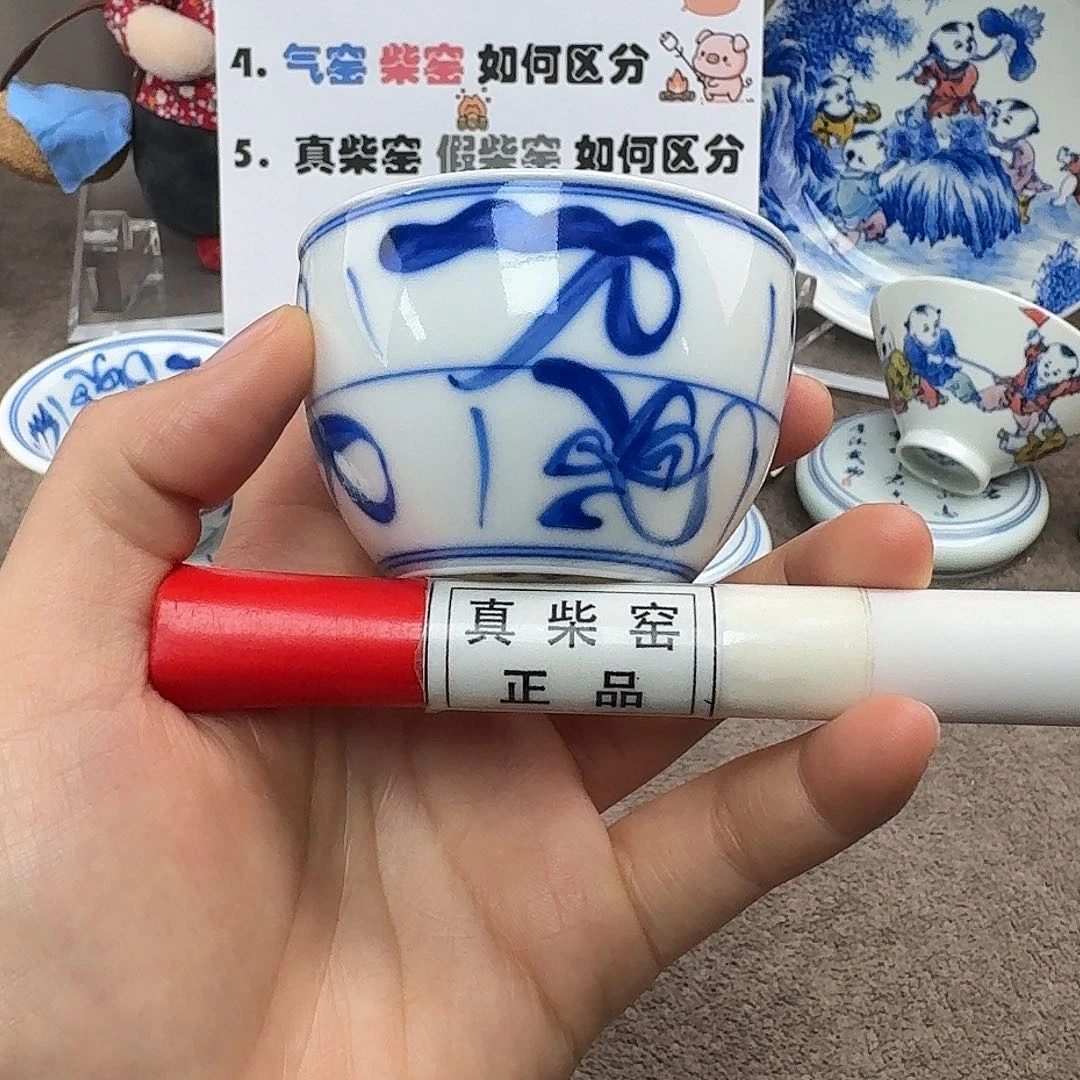 4. 气窑 柴窑 如何区分
5. 真柴窑 假柴窑 如何区分
真柴窑
正品